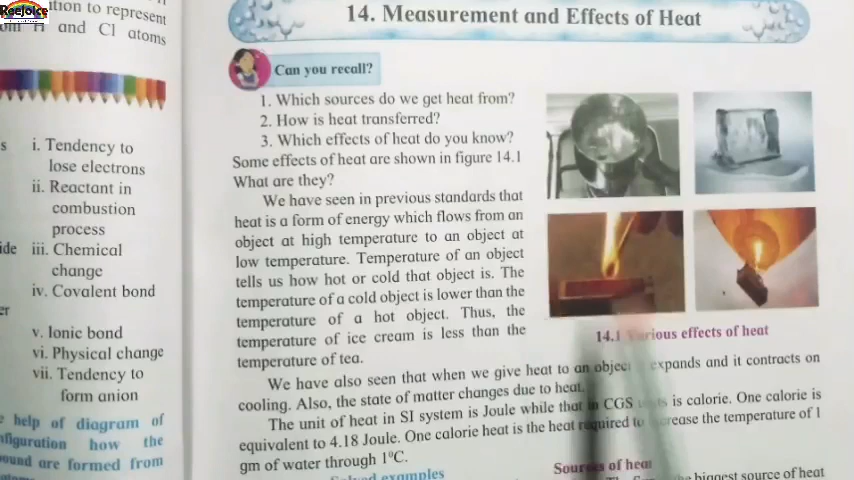 Reejoice
ition to represent
om H and Cl atoms
s i. Tendency to
lose electrons
ii. Reactant in
combustion
process
ide iii. Chemical
change
iv. Covalent bond
er
v. Ionic bond
vi. Physical change
vii. Tendency to
form anion
e help of diagram of
nfiguration how the
ound are formed from
14. Measurement and Effects of Heat
Can you recall?
1. Which sources do we get heat from?
2. How is heat transferred?
3. Which effects of heat do you know?
Some effects of heat are shown in figure 14.1
What are they?
We have seen in previous standards that
heat is a form of energy which flows from an
object at high temperature to an object at
low temperature. Temperature of an object
tells us how hot or cold that object is. The
temperature of a cold object is lower than the
temperature of a hot object. Thus, the
temperature of ice cream is less than the
temperature of tea.
14.1 Various effects of heat
We have also seen that when we give heat to an object expands and it contracts on
cooling. Also, the state of matter changes due to heat.
The unit of heat in SI system is Joule while that in CGS is calorie. One calorie is
equivalent to 4.18 Joule. One calorie heat is the heat required to increase the temperature of 1
gm of water through 1⁰C.
Solved examples
Sources of heat
the biggest source of heat